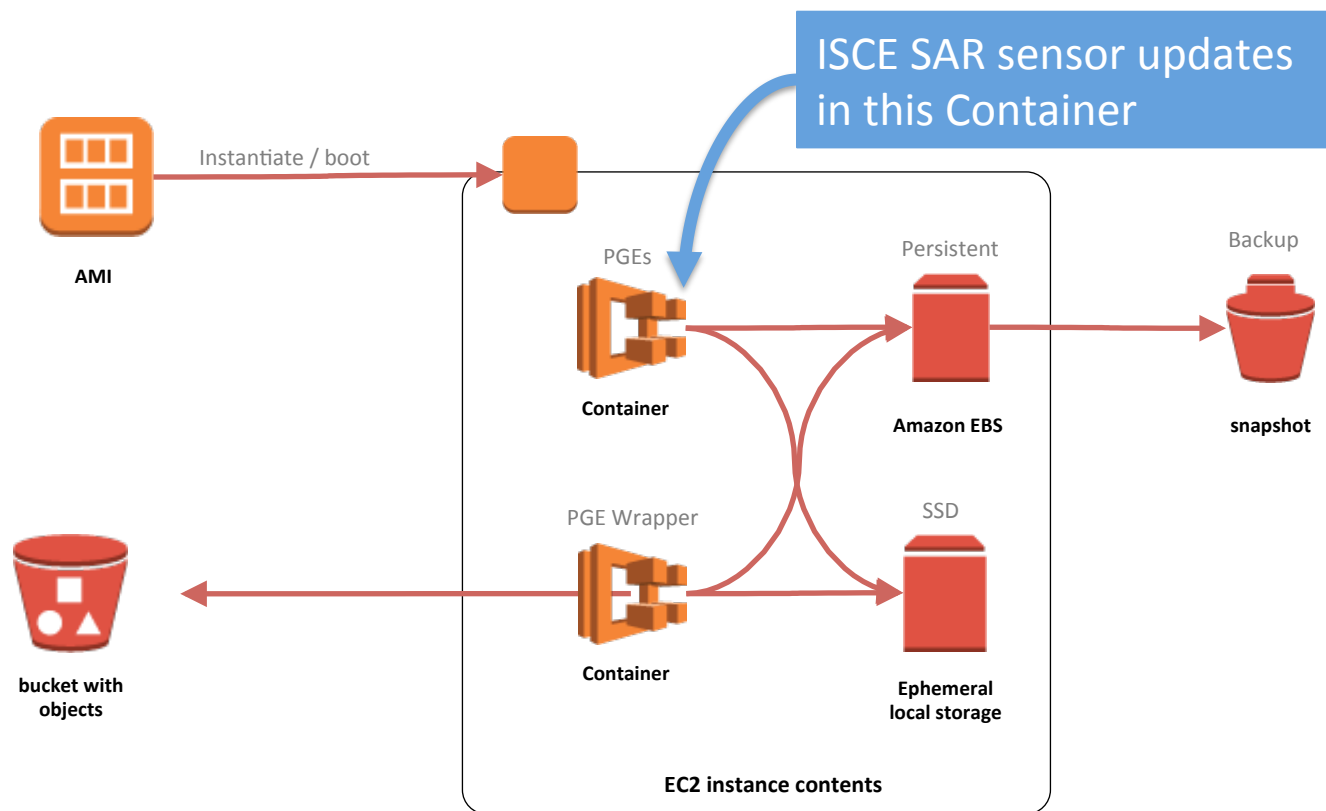 ISCE SAR sensor updates
in this Container
Instantiate / boot
AMI
PGEs
Persistent
Backup
Container
Amazon EBS
snapshot
PGE Wrapper
SSD
Container
Ephemeral
local storage
bucket with
objects
EC2 instance contents